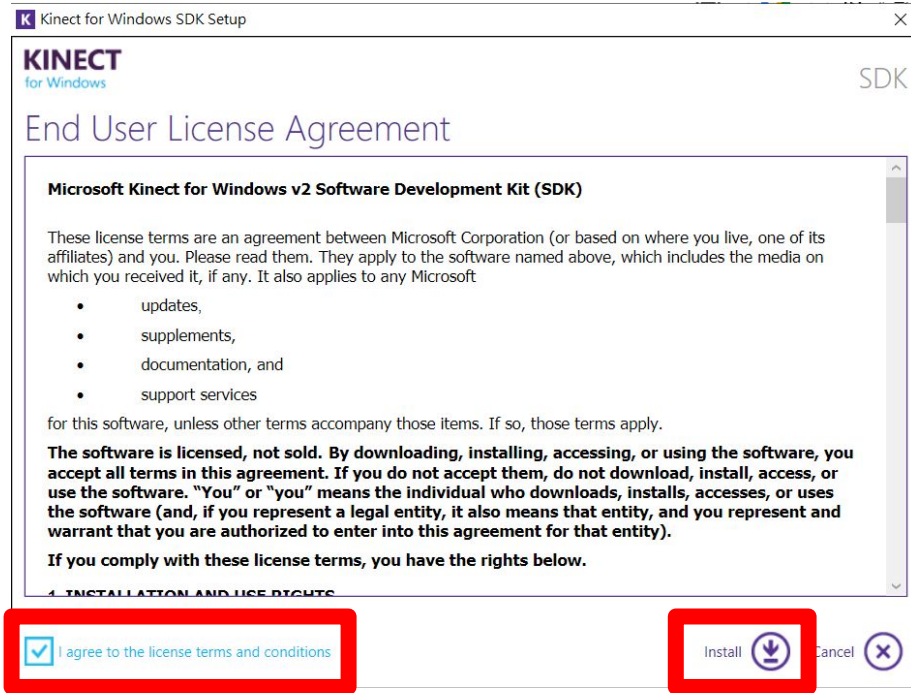 Kinect for Windows SDK Setup
KINECT
for Windows
SDK
End User License Agreement
Microsoft Kinect for Windows v2 Software Development Kit (SDK)
These license terms are an agreement between Microsoft Corporation (or based on where you live, one of its
affiliates) and you. Please read them. They apply to the software named above, which includes the media on
which you received it, if any. It also applies to any Microsoft
• updates,
• supplements,
• documentation, and
• support services
for this software, unless other terms accompany those items. If so, those terms apply.
The software is licensed, not sold. By downloading, installing, accessing, or using the software, you
accept all terms in this agreement. If you do not accept them, do not download, install, access, or
use the software. “You” or “you” means the individual who downloads, installs, accesses, or uses
the software (and, if you represent a legal entity, it also means that entity, and you represent and
warrant that you are authorized to enter into this agreement for that entity).
If you comply with these license terms, you have the rights below.
1. INSTALLATION AND USE RIGHTS
I agree to the license terms and conditions
Install
Cancel